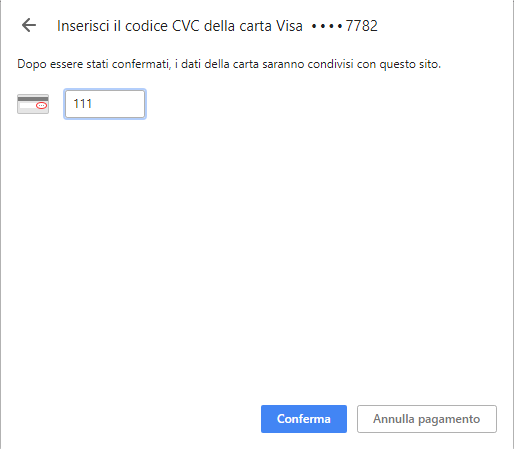 Inserisci il codice CVC della carta Visa ••••7782
Dopo essere stati confermati, i dati della carta saranno condivisi con questo sito.
111
Conferma
Annulla pagamento